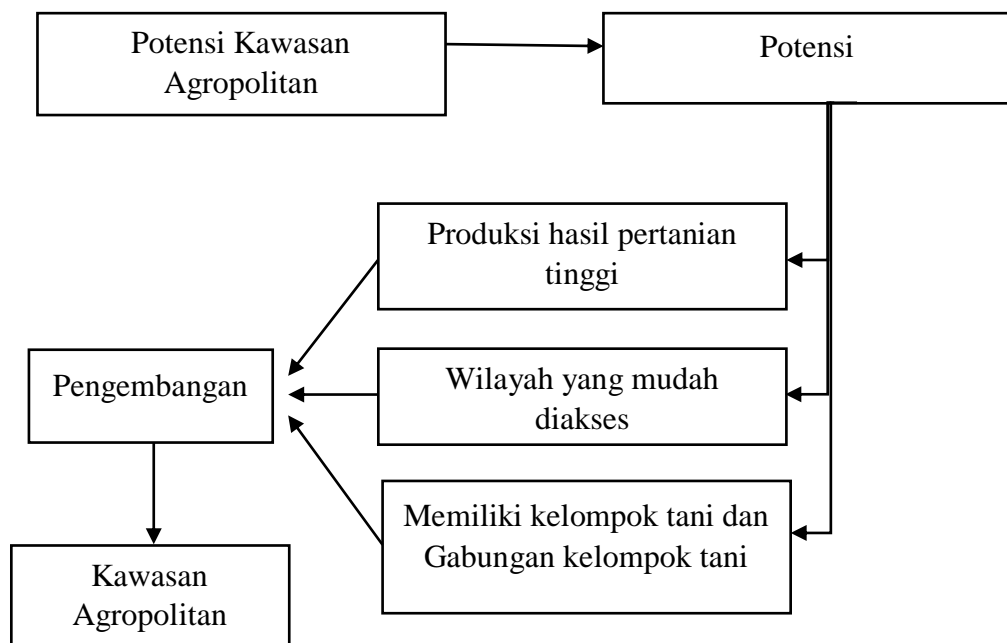 Potensi Kawasan
Agropolitan
Potensi
Produksi hasil pertanian
tinggi
Wilayah yang mudah
diakses
Memiliki kelompok tani dan
Gabungan kelompok tani
Pengembangan
Kawasan
Agropolitan